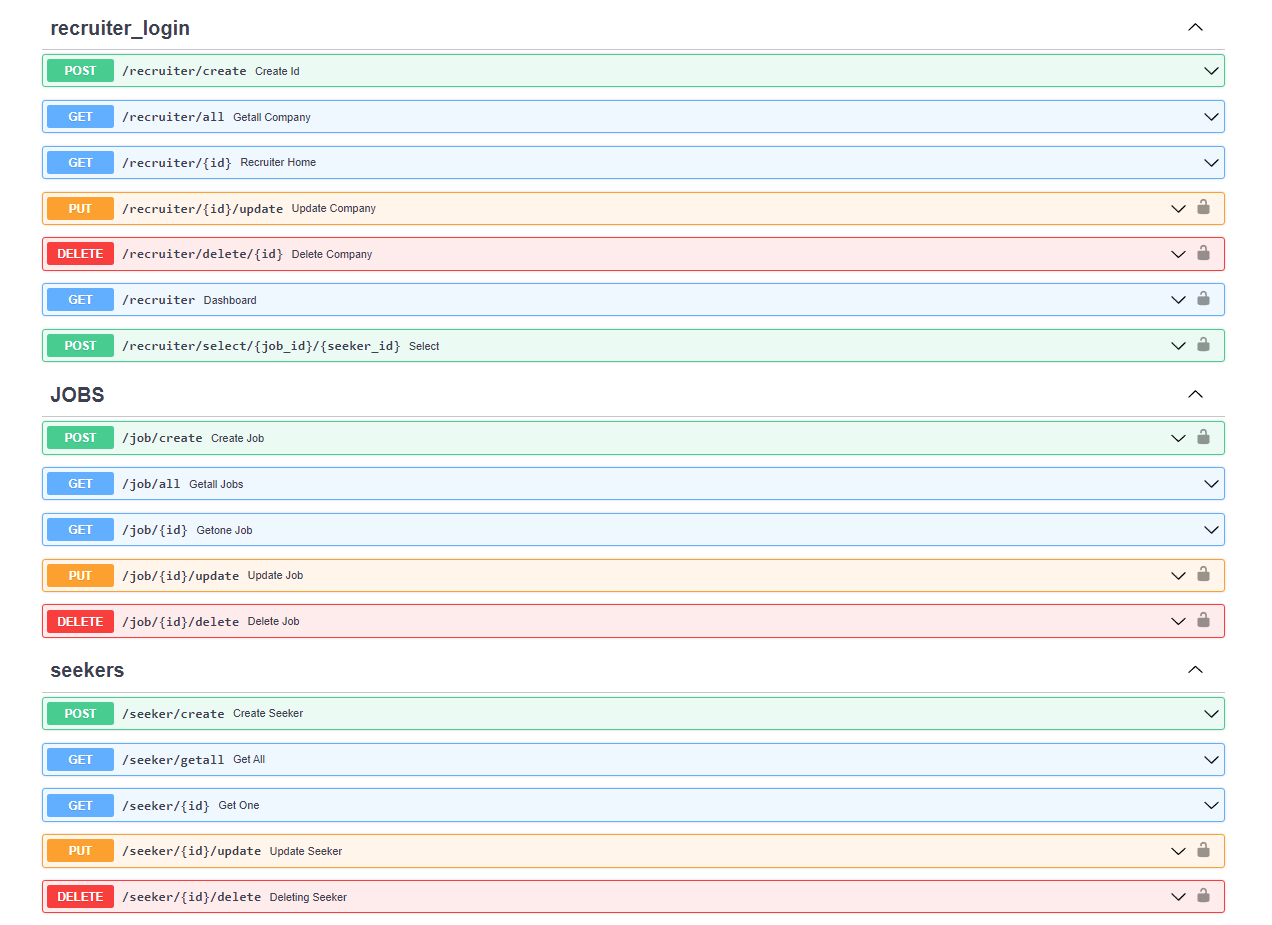 recruiter_login
POST /recruiter/create Create Id
GET /recruiter/all Getall Company
GET /recruiter/{id} Recruiter Home
PUT /recruiter/{id}/update Update Company
DELETE /recruiter/delete/{id} Delete Company
GET /recruiter Dashboard
POST /recruiter/select/{job_id}/{seeker_id} Select
JOBS
POST /job/create Create Job
GET /job/all Getall Jobs
GET /job/{id} Getone Job
PUT /job/{id}/update Update Job
DELETE /job/{id}/delete Delete Job
seekers
POST /seeker/create Create Seeker
GET /seeker/getall Get All
GET /seeker/{id} Get One
PUT /seeker/{id}/update Update Seeker
DELETE /seeker/{id}/delete Deleting Seeker